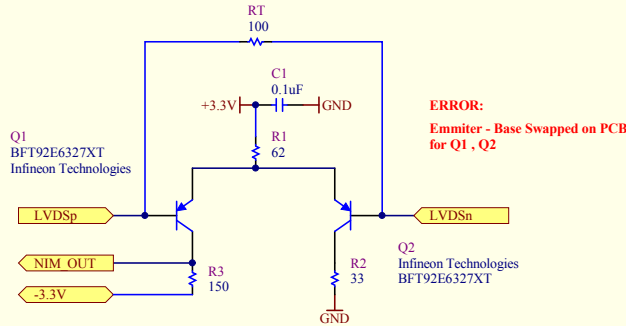 RT
100
C1
0.1uF
+3.3V
GND
ERROR:
Emmiter - Base Swapped on PCB
for Q1 , Q2
Q1
BFT92E6327XT
Infineon Technologies
R1
62
LVDSp
LVDSn
NIM_OUT
Q2
Infineon Technologies
BFT92E6327XT
R3
150
R2
33
-3.3V
GND